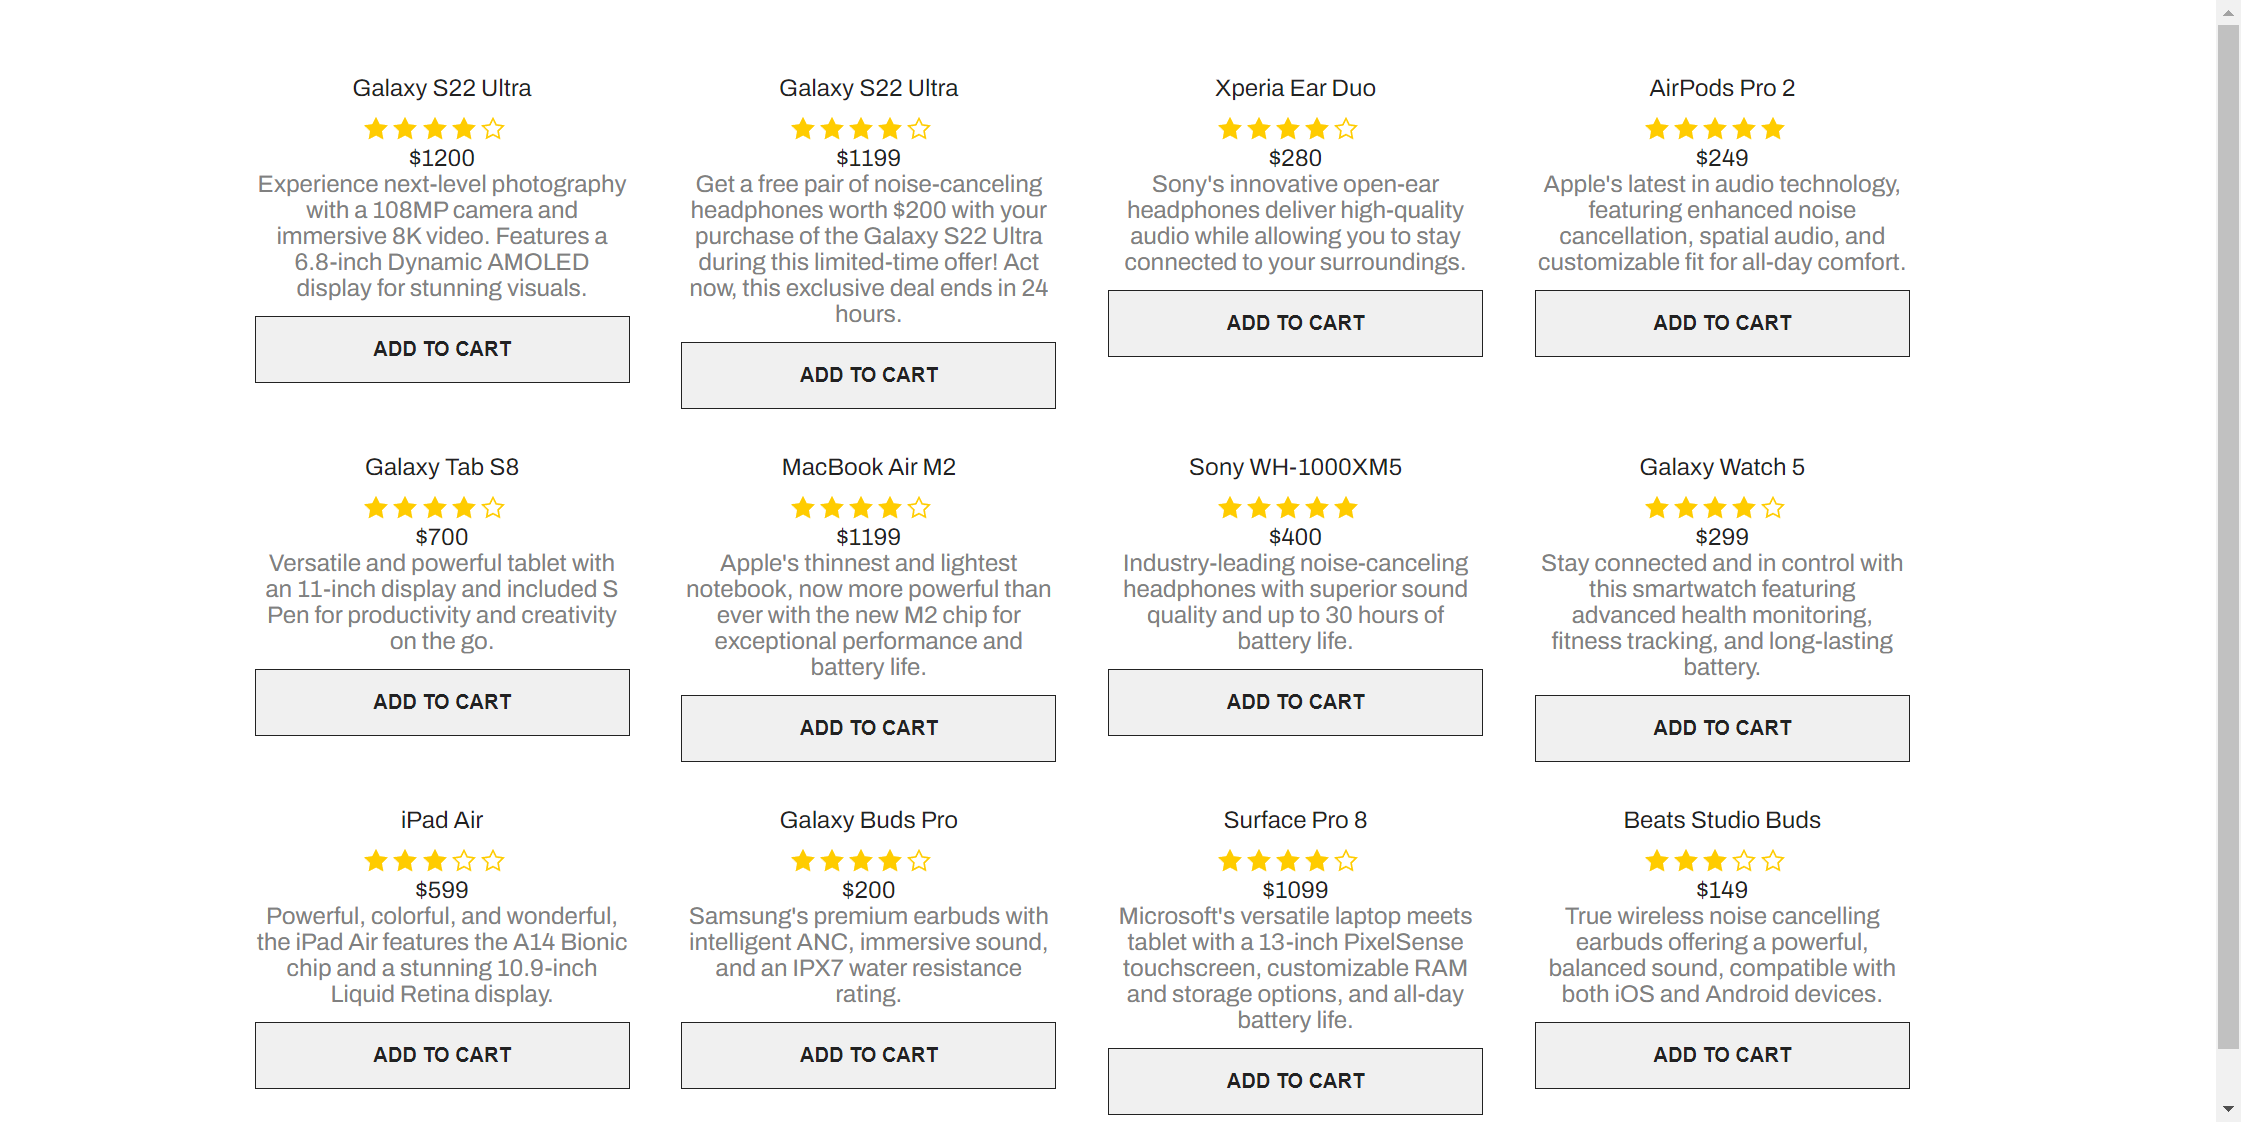 Galaxy S22 Ultra
$1200
Experience next-level photography
with a 108MP camera and
immersive 8K video. Features a
6.8-inch Dynamic AMOLED
display for stunning visuals.
ADD TO CART
Galaxy S22 Ultra
$1199
Get a free pair of noise-canceling
headphones worth $200 with your
purchase of the Galaxy S22 Ultra
during this limited-time offer! Act
now, this exclusive deal ends in 24
hours.
ADD TO CART
Xperia Ear Duo
$280
Sony's innovative open-ear
headphones deliver high-quality
audio while allowing you to stay
connected to your surroundings.
ADD TO CART
AirPods Pro 2
$249
Apple's latest in audio technology,
featuring enhanced noise
cancellation, spatial audio, and
customizable fit for all-day comfort.
ADD TO CART
Galaxy Tab S8
$700
Versatile and powerful tablet with
an 11-inch display and included S
Pen for productivity and creativity
on the go.
ADD TO CART
MacBook Air M2
$1199
Apple's thinnest and lightest
notebook, now more powerful than
ever with the new M2 chip for
exceptional performance and
battery life.
ADD TO CART
Sony WH-1000XM5
$400
Industry-leading noise-canceling
headphones with superior sound
quality and up to 30 hours of
battery life.
ADD TO CART
Galaxy Watch 5
$299
Stay connected and in control with
this smartwatch featuring
advanced health monitoring,
fitness tracking, and long-lasting
battery.
ADD TO CART
iPad Air
$599
Powerful, colorful, and wonderful,
the iPad Air features the A14 Bionic
chip and a stunning 10.9-inch
Liquid Retina display.
ADD TO CART
Galaxy Buds Pro
$200
Samsung's premium earbuds with
intelligent ANC, immersive sound,
and an IPX7 water resistance
rating.
ADD TO CART
Surface Pro 8
$1099
Microsoft's versatile laptop meets
tablet with a 13-inch PixelSense
touchscreen, customizable RAM
and storage options, and all-day
battery life.
ADD TO CART
Beats Studio Buds
$149
True wireless noise cancelling
earbuds offering a powerful,
balanced sound, compatible with
both iOS and Android devices.
ADD TO CART